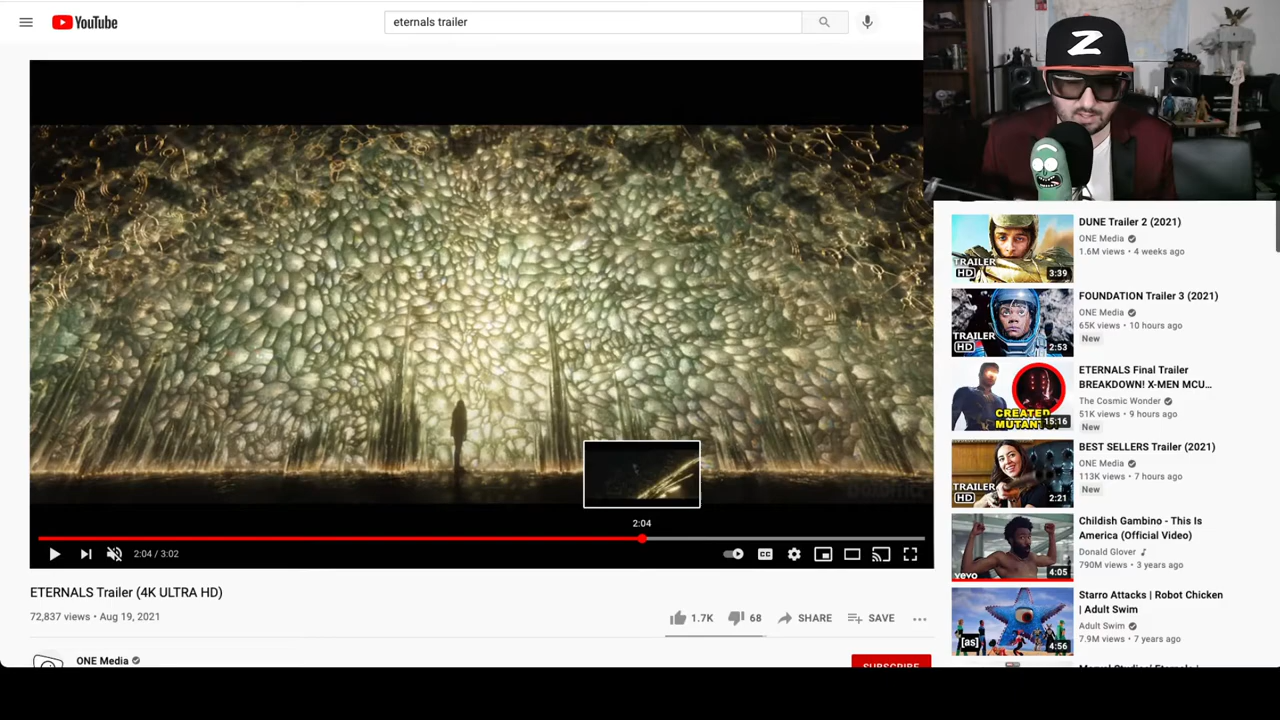 YouTube
eternals trailer
Z
2:04
2:04 / 3:02
CC
ETERNALS Trailer (4K ULTRA HD)
72,837 views • Aug 19, 2021
1.7K
68
SHARE
SAVE
ONE Media
SUBSCRIBE
TRAILER
HD
3:39
DUNE Trailer 2 (2021)
ONE Media
1.6M views • 4 weeks ago
TRAILER
HD
2:53
FOUNDATION Trailer 3 (2021)
ONE Media
65K views • 10 hours ago
New
CREATED
MUTANTS?
15:16
ETERNALS Final Trailer
BREAKDOWN! X-MEN MCU...
The Cosmic Wonder
51K views • 9 hours ago
New
TRAILER
HD
2:21
BEST SELLERS Trailer (2021)
ONE Media
113K views • 7 hours ago
New
vevo
4:05
Childish Gambino - This Is
America (Official Video)
Donald Glover
790M views • 3 years ago
[as]
4:56
Starro Attacks | Robot Chicken
| Adult Swim
Adult Swim
7.9M views • 7 years ago